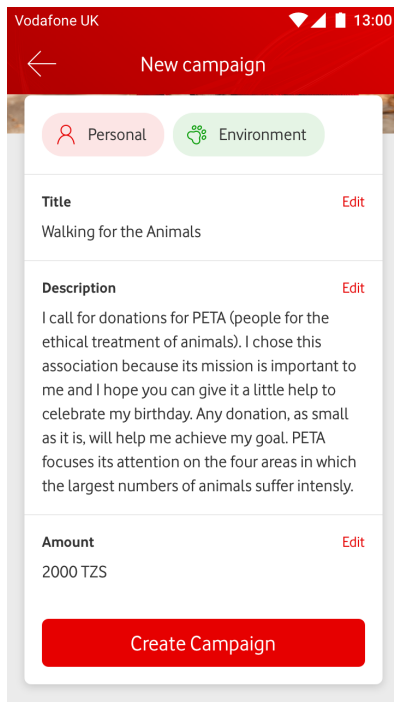 Vodafone UK 13:00
New campaign
Personal Environment
Title Edit
Walking for the Animals
Description Edit
I call for donations for PETA (people for the
ethical treatment of animals). I chose this
association because its mission is important to
me and I hope you can give it a little help to
celebrate my birthday. Any donation, as small
as it is, will help me achieve my goal. PETA
focuses its attention on the four areas in which
the largest numbers of animals suffer intensly.
Amount Edit
2000 TZS
Create Campaign